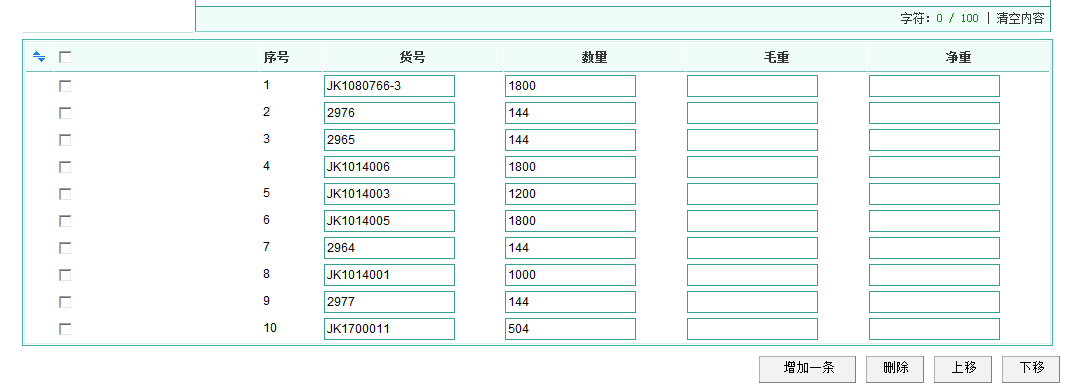 字符：0 / 100 | 清空内容
序号 货号 数量 毛重 净重
1 JK1080766-3 1800
2 2976 144
3 2965 144
4 JK1014006 1800
5 JK1014003 1200
6 JK1014005 1800
7 2964 144
8 JK1014001 1000
9 2977 144
10 JK1700011 504
增加一条 删除 上移 下移